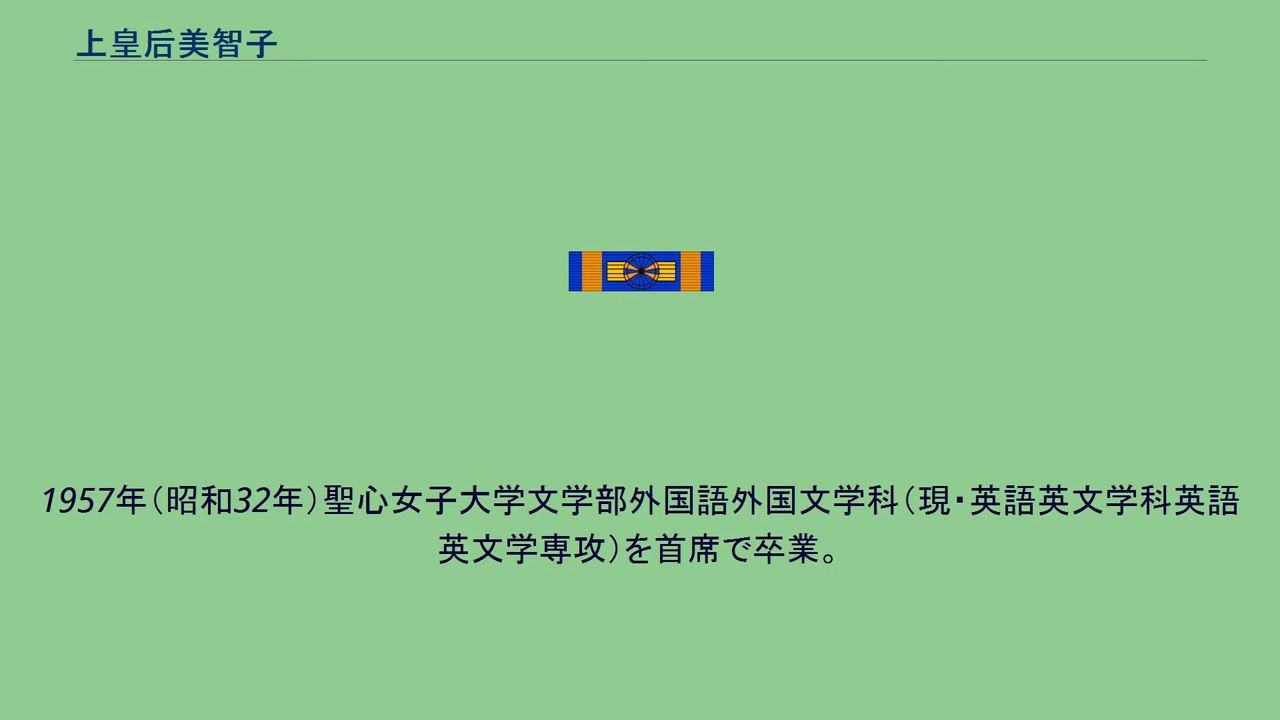 上皇后美智子
1957年（昭和32年）聖心女子大学文学部外国語外国文学科（現・英語英文学科英語
英文学専攻）を首席で卒業。